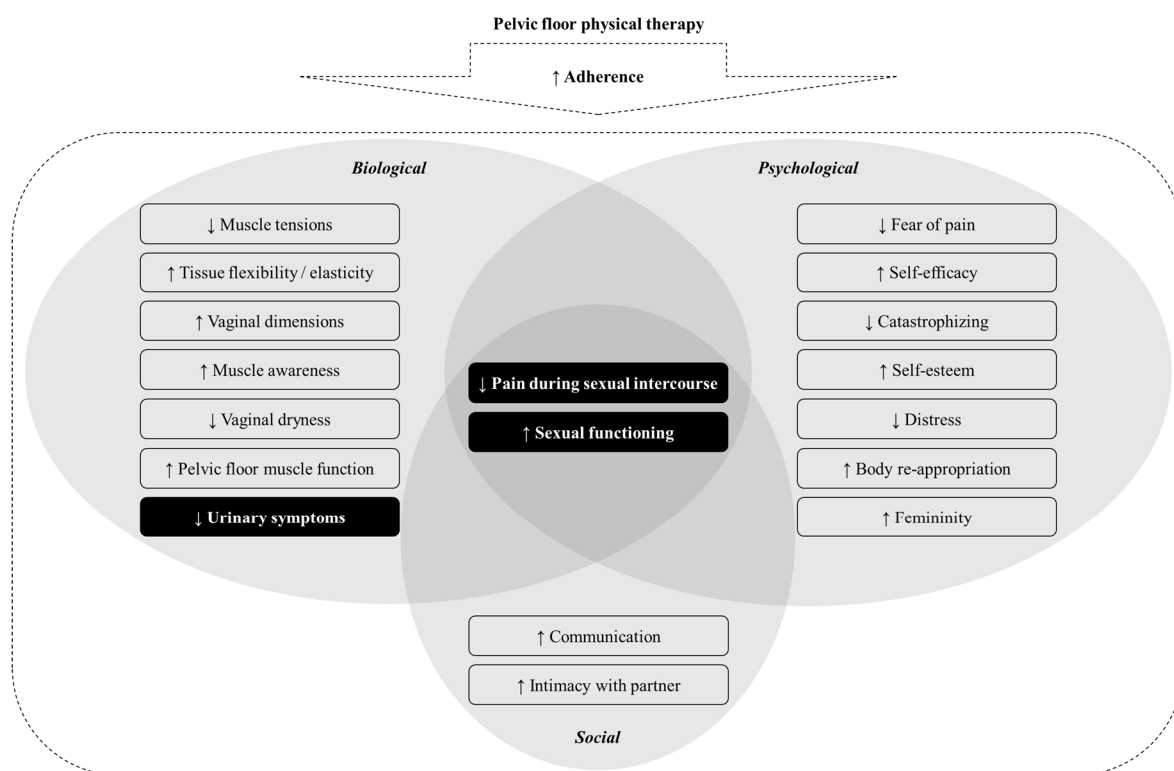 Pelvic floor physical therapy
↑ Adherence
Biological
Psychological
↓ Muscle tensions
↑ Tissue flexibility / elasticity
↑ Vaginal dimensions
↑ Muscle awareness
↓ Vaginal dryness
↑ Pelvic floor muscle function
↓ Urinary symptoms
↓ Pain during sexual intercourse
↑ Sexual functioning
↓ Fear of pain
↑ Self-efficacy
↓ Catastrophizing
↑ Self-esteem
↓ Distress
↑ Body re-appropriation
↑ Femininity
↑ Communication
↑ Intimacy with partner
Social